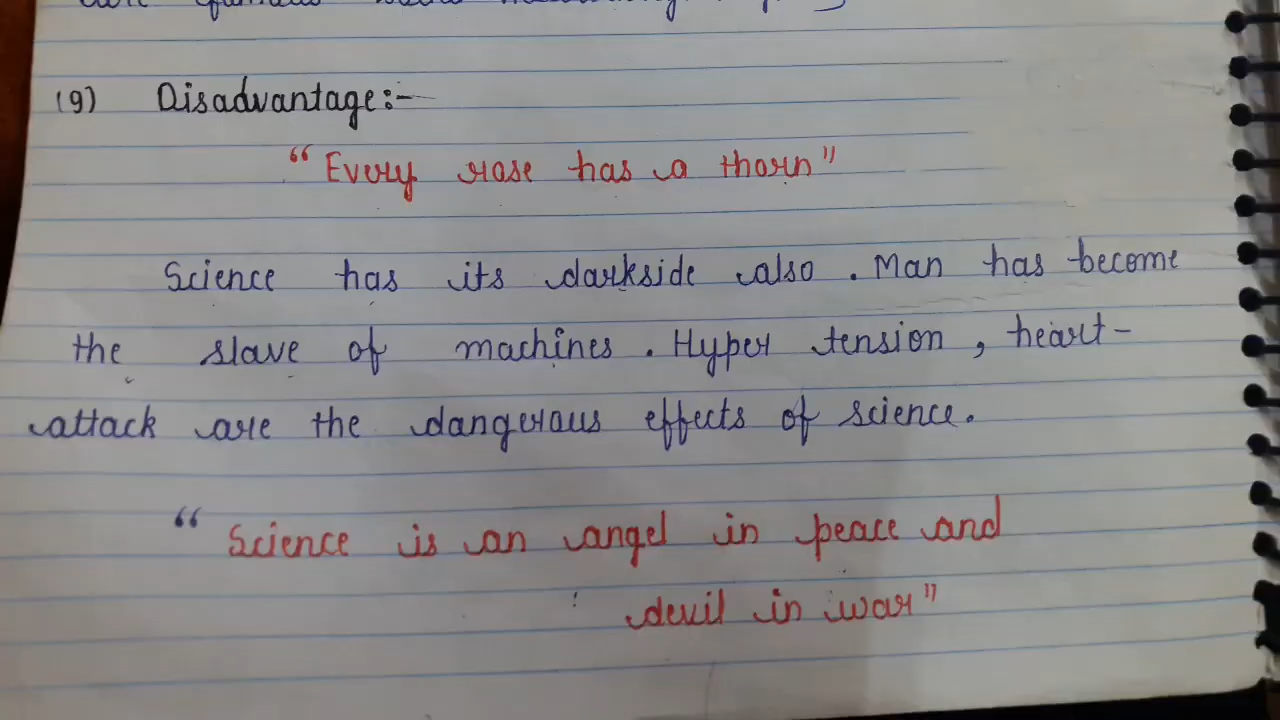 (9) Disadvantage:-
"Every rose has a thorn"
Science has its darkside also. Man has become
the slave of machines. Hyper tension, heart-
attack are the dangerous effects of science.
"Science is an angel in peace and
devil in war"